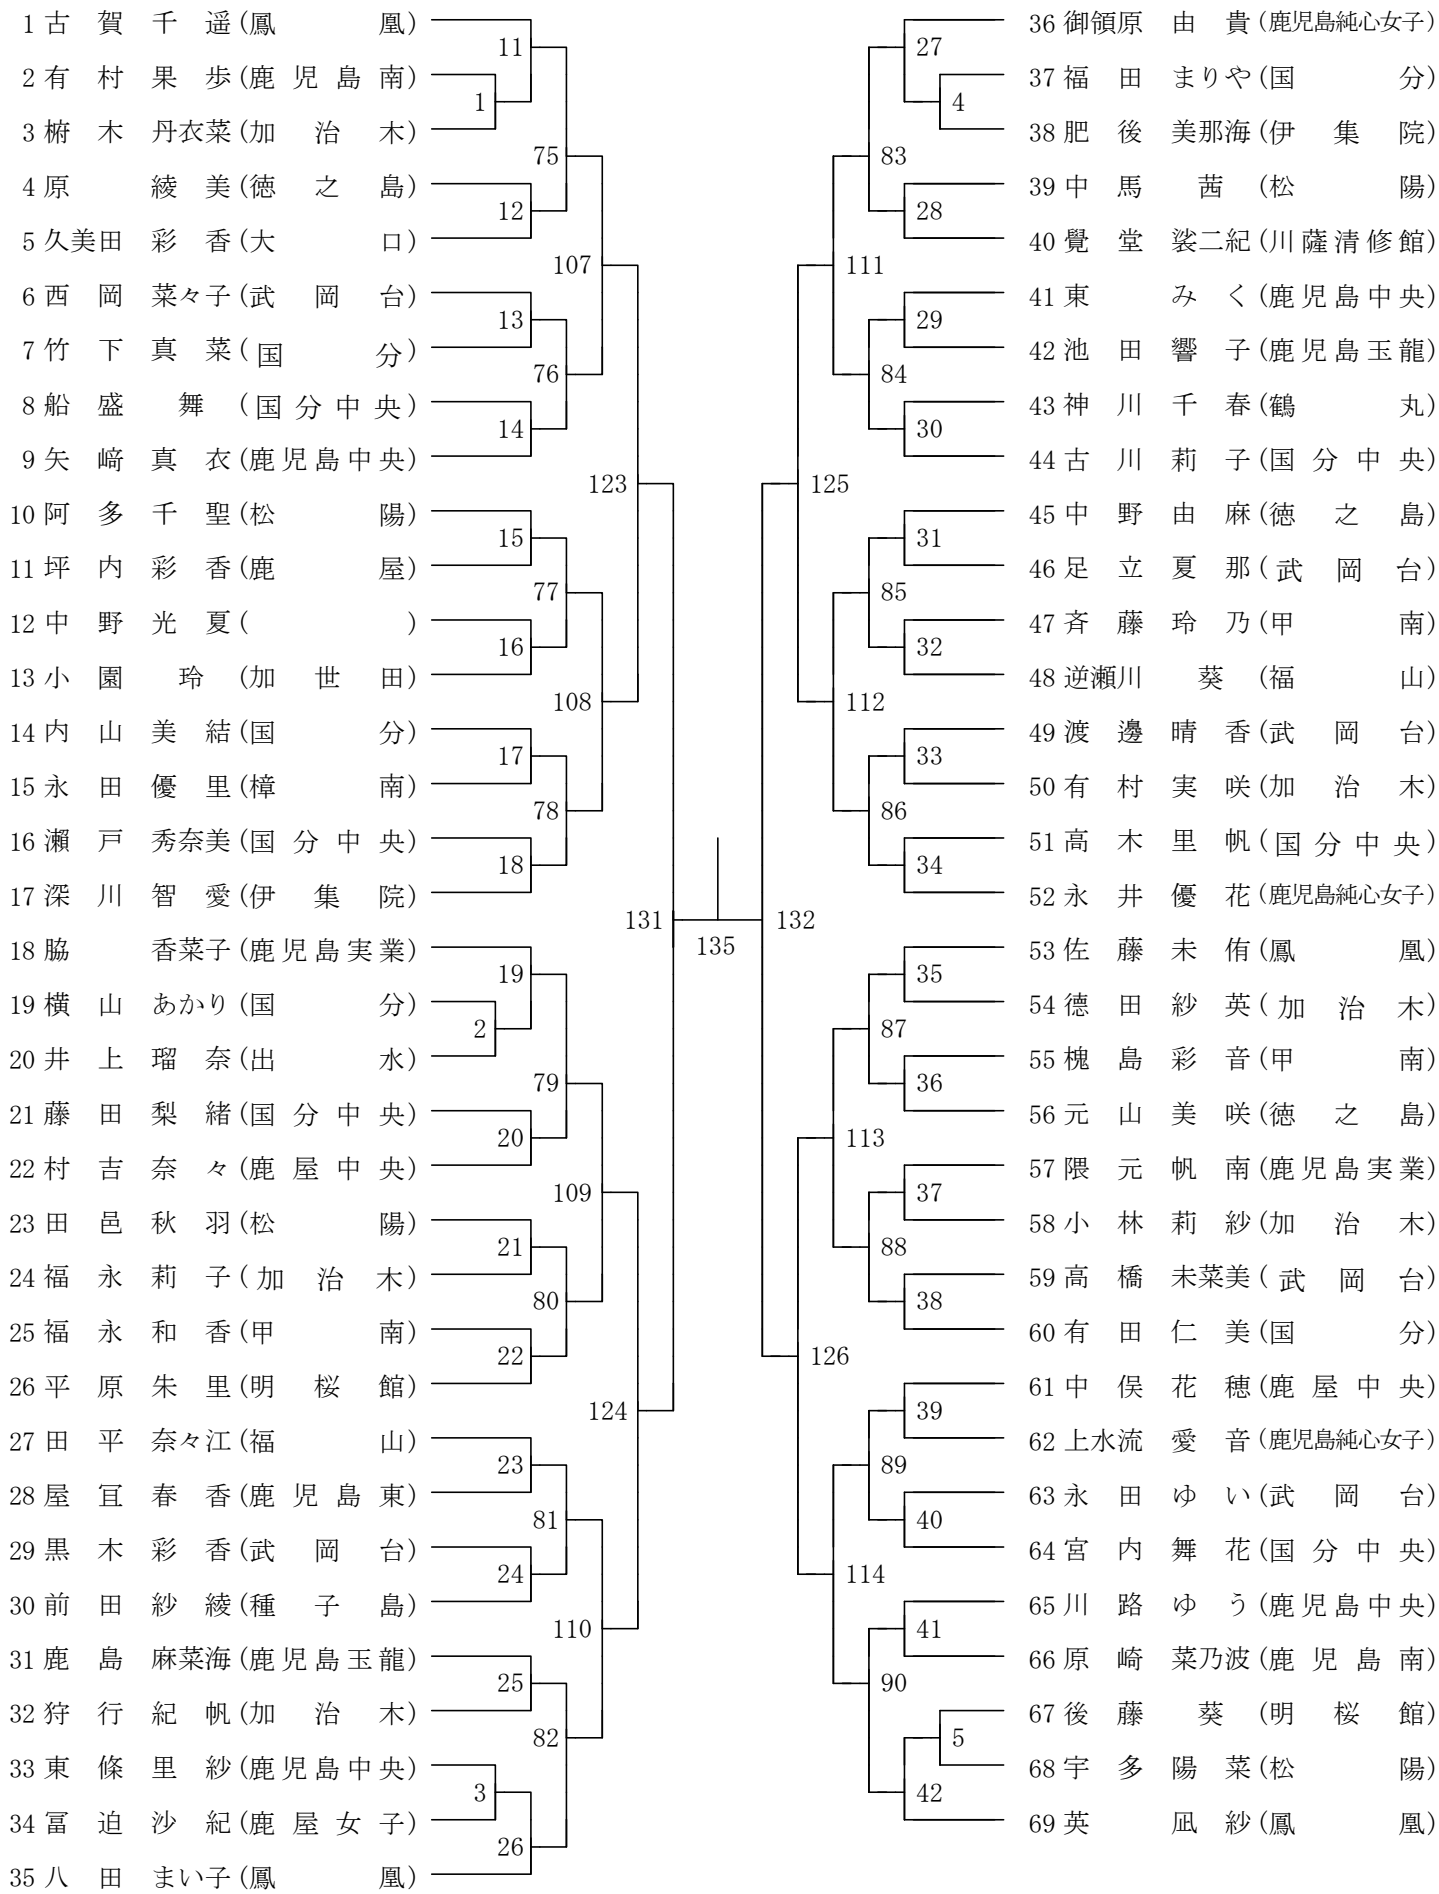 1 古賀千遥(鳳凰)
2 有村果歩(鹿児島南)
3 椨木丹衣菜(加治木)
4 原綾美(徳之島)
5 久美田彩香(大口)
6 西岡菜々子(武岡台)
7 竹下真菜(国分)
8 船盛舞(国分中央)
9 矢﨑真衣(鹿児島中央)
10 阿多千聖(松陽)
11 坪内彩香(鹿屋)
12 中野光夏( )
13 小園玲(加世田)
14 内山美結(国分)
15 永田優里(樟南)
16 瀬戸秀奈美(国分中央)
17 深川智愛(伊集院)
18 脇香菜子(鹿児島実業)
19 横山あかり(国分)
20 井上瑠奈(出水)
21 藤田梨緒(国分中央)
22 村吉奈々(鹿屋中央)
23 田邑秋羽(松陽)
24 福永莉子(加治木)
25 福永和香(甲南)
26 平原朱里(明桜館)
27 田平奈々江(福山)
28 屋冝春香(鹿児島東)
29 黒木彩香(武岡台)
30 前田紗綾(種子島)
31 鹿島麻菜海(鹿児島玉龍)
32 狩行紀帆(加治木)
33 東條里紗(鹿児島中央)
34 冨迫沙紀(鹿屋女子)
35 八田まい子(鳳凰)
11
1
75
12
107
13
76
14
123
15
77
16
108
17
78
18
131
19
2
79
20
109
21
80
22
124
23
81
24
110
25
82
3
26
135
27
4
83
28
111
29
84
30
125
31
85
32
112
33
86
34
132
35
87
36
113
37
88
38
126
39
89
40
114
41
90
5
42
36 御領原由貴(鹿児島純心女子)
37 福田まりや(国分)
38 肥後美那海(伊集院)
39 中馬茜(松陽)
40 覺堂裟二紀(川薩清修館)
41 東みく(鹿児島中央)
42 池田響子(鹿児島玉龍)
43 神川千春(鶴丸)
44 古川莉子(国分中央)
45 中野由麻(徳之島)
46 足立夏那(武岡台)
47 斉藤玲乃(甲南)
48 逆瀬川葵(福山)
49 渡邊晴香(武岡台)
50 有村実咲(加治木)
51 高木里帆(国分中央)
52 永井優花(鹿児島純心女子)
53 佐藤未侑(鳳凰)
54 德田紗英(加治木)
55 槐島彩音(甲南)
56 元山美咲(徳之島)
57 隈元帆南(鹿児島実業)
58 小林莉紗(加治木)
59 高橋未菜美(武岡台)
60 有田仁美(国分)
61 中俣花穂(鹿屋中央)
62 上水流愛音(鹿児島純心女子)
63 永田ゆい(武岡台)
64 宮内舞花(国分中央)
65 川路ゆう(鹿児島中央)
66 原崎菜乃波(鹿児島南)
67 後藤葵(明桜館)
68 宇多陽菜(松陽)
69 英凪紗(鳳凰)